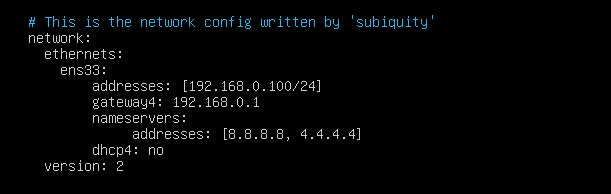 # This is the network config written by 'subiquity'
network:
  ethernets:
    ens33:
        addresses: [192.168.0.100/24]
        gateway4: 192.168.0.1
        nameservers:
             addresses: [8.8.8.8, 4.4.4.4]
        dhcp4: no
  version: 2